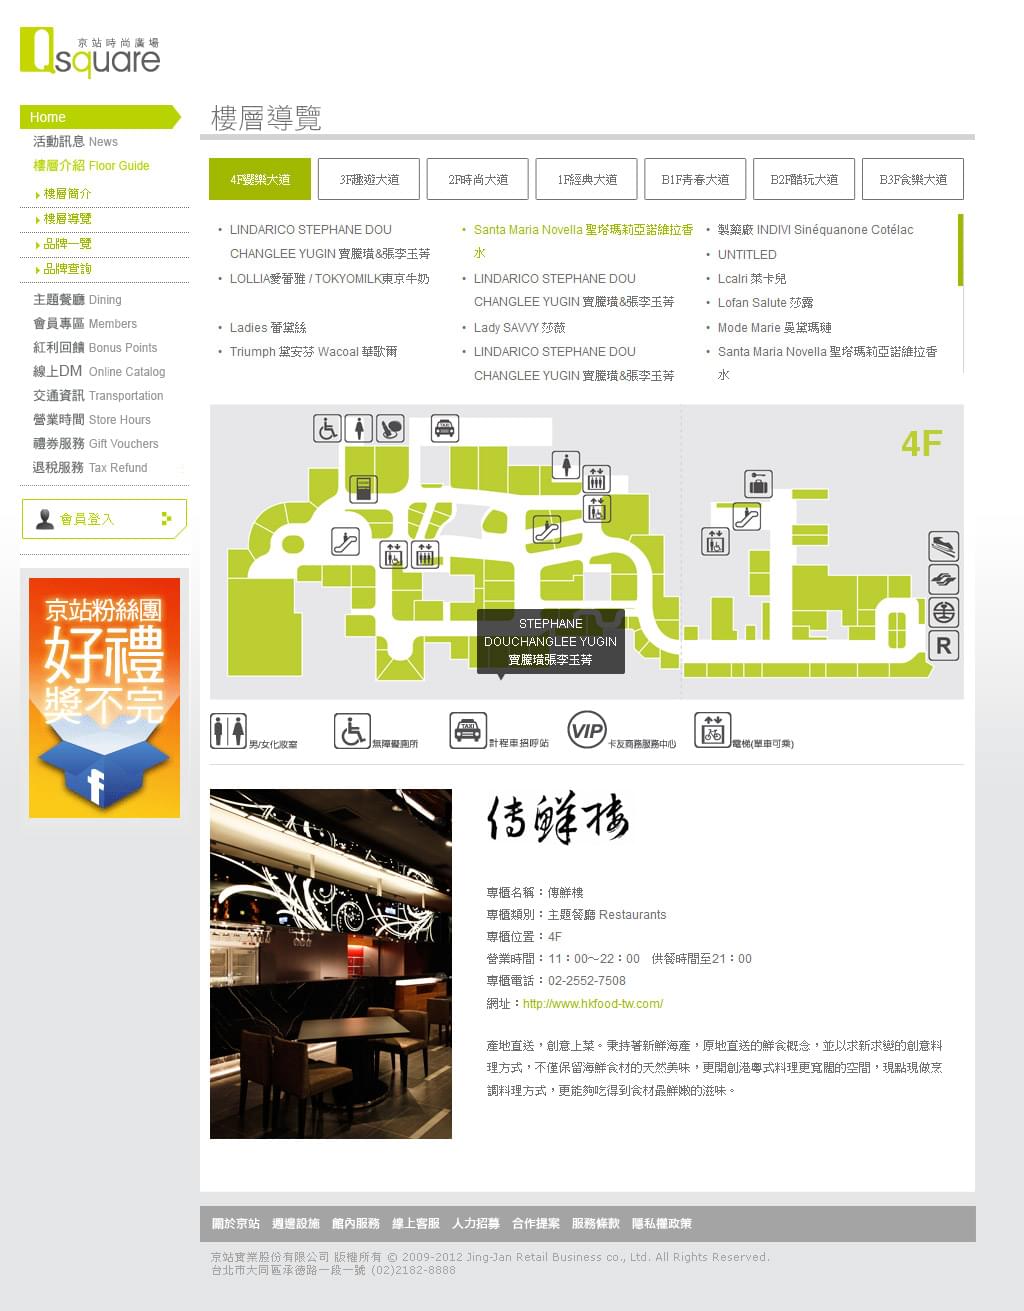 京站時尚廣場
Qsquare
Home
活動訊息 News
樓層介紹 Floor Guide
樓層簡介
樓層導覽
品牌一覽
品牌查詢
主題餐廳 Dining
會員專區 Members
紅利回饋 Bonus Points
線上DM Online Catalog
交通資訊 Transportation
營業時間 Store Hours
禮券服務 Gift Vouchers
退稅服務 Tax Refund
會員登入
京站粉絲團
好禮
獎不完
f
樓層導覽
4F饗樂大道 3F趣遊大道 2F時尚大道 1F經典大道 B1F青春大道 B2F酷玩大道 B3F食樂大道
LINDARICO STEPHANE DOU
CHANGLEE YUGIN 竇騰璜&張李玉菁
LOLLIA愛蕾雅 / TOKYOMILK東京牛奶
Ladies 蕾黛絲
Triumph 黛安芬 Wacoal 華歌爾
Santa Maria Novella 聖塔瑪莉亞諾維拉香
水
LINDARICO STEPHANE DOU
CHANGLEE YUGIN 竇騰璜&張李玉菁
Lady SAVVY 莎薇
LINDARICO STEPHANE DOU
CHANGLEE YUGIN 竇騰璜&張李玉菁
製藥廠 INDIVI Sinéquanone Cotélac
UNTITLED
Lcalri 萊卡兒
Lofan Salute 莎露
Mode Marie 曼黛瑪璉
Santa Maria Novella 聖塔瑪莉亞諾維拉香
水
4F
TAXI
R
STEPHANE
DOUCHANGLEE YUGIN
竇騰璜張李玉菁
男/女化妝室
無障礙廁所
TAXI 計程車招呼站
VIP 卡友商務服務中心
電梯(單車可乘)
傳鮮樓
專櫃名稱：傳鮮樓
專櫃類別：主題餐廳 Restaurants
專櫃位置：4F
營業時間：11：00～22：00 供餐時間至21：00
專櫃電話：02-2552-7508
網址：http://www.hkfood-tw.com/
產地直送，創意上菜。秉持著新鮮海產，原地直送的鮮食概念，並以求新求變的創意料
理方式，不僅保留海鮮食材的天然美味，更開創港粵式料理更寬闊的空間，現點現做烹
調料理方式，更能夠吃得到食材最鮮嫩的滋味。
關於京站 週邊設施 館內服務 線上客服 人力招募 合作提案 服務條款 隱私權政策
京站實業股份有限公司 版權所有 © 2009-2012 Jing-Jan Retail Business co., Ltd. All Rights Reserved.
台北市大同區承德路一段一號 (02)2182-8888